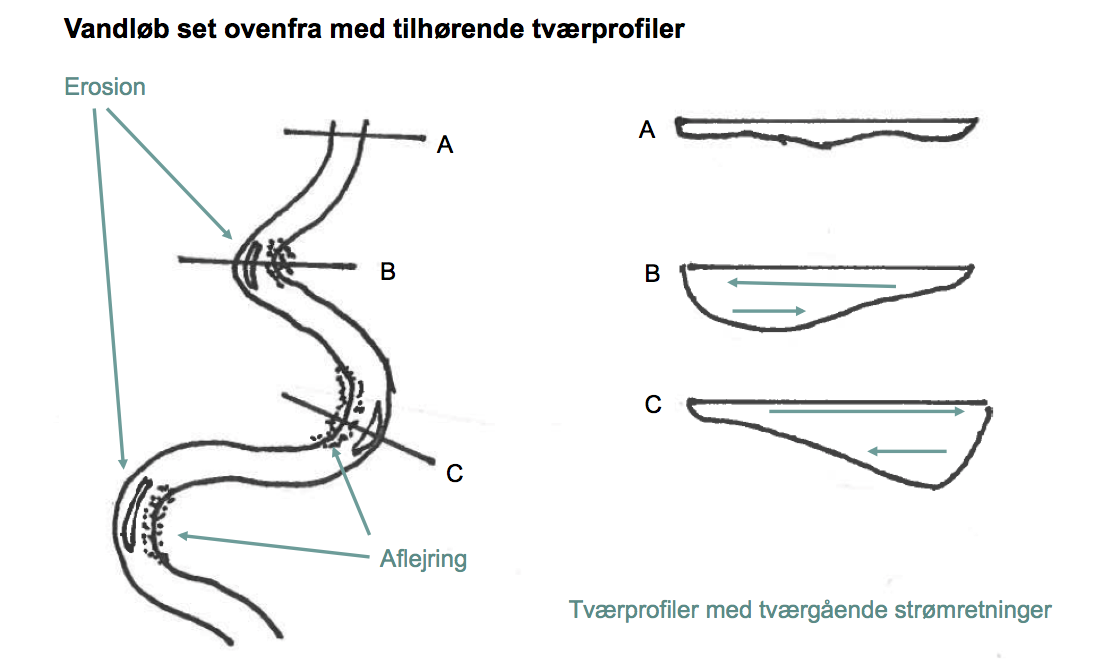 Vandløb set ovenfra med tilhørende tværprofiler
Erosion
A
B
C
Aflejring
A
B
C
Tværprofiler med tværgående strømretninger